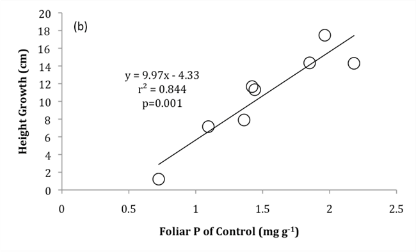 (b)
y = 9.97x - 4.33
r² = 0.844
p=0.001
Height Growth (cm)
20
18
16
14
12
10
8
6
4
2
0
0 0.5 1 1.5 2 2.5
Foliar P of Control (mg g⁻¹)